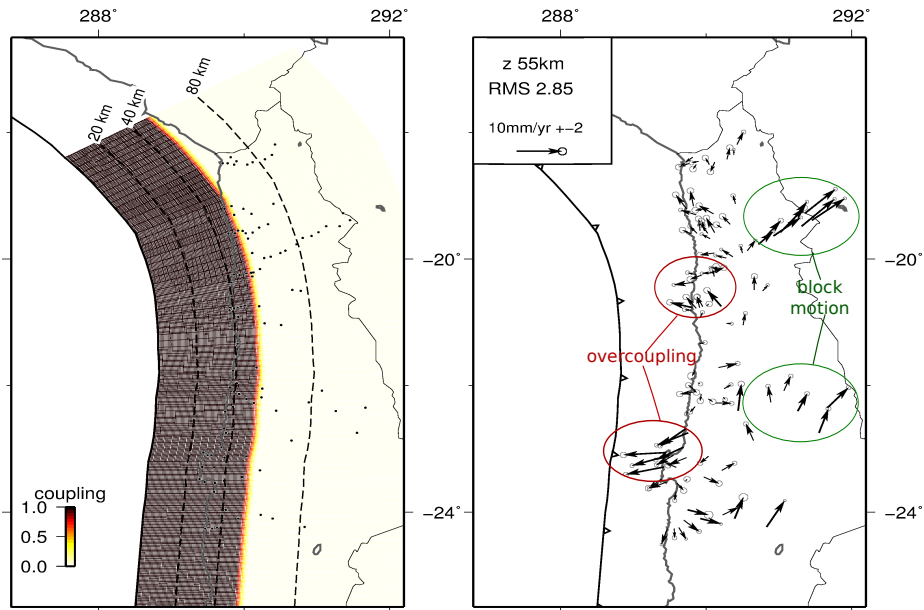 288°
292°
288°
292°
20 km
40 km
80 km
z 55km
RMS 2.85
10mm/yr +−2
−20°
−20°
block
motion
overcoupling
coupling
1.0
0.5
0.0
−24°
−24°